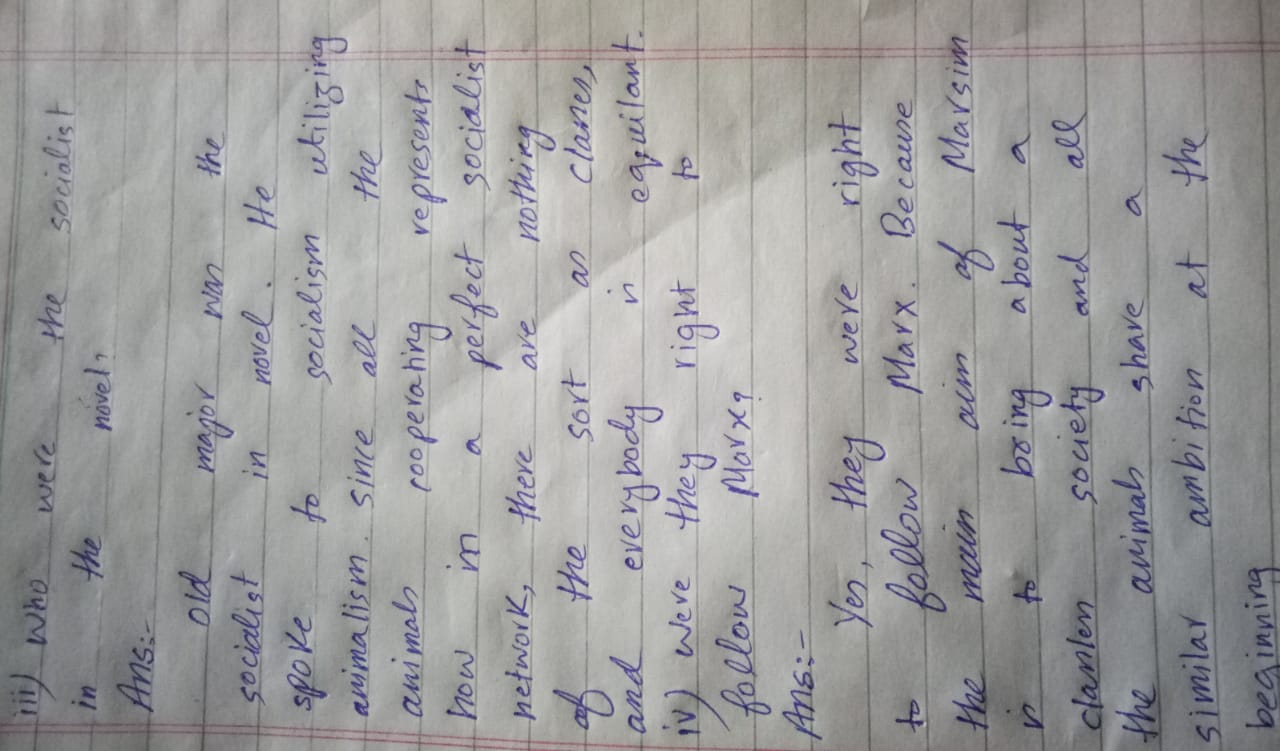 iii) Who were the socialist
in the novel?
Ans:-
Old major was the
socialist in novel. He
spoke to socialism utilizing
animalism. since all the
animals cooperating represents
how in a perfect socialist
network, there are nothing
of the sort as classes,
and everybody is equilant.
iv) Were they right to
follow Marx?
Ans:-
Yes, they were right
to follow Marx. Because
the main aim of Marsim
is to bring about a
classless society and all
the animals share a
similar ambition at the
beginning